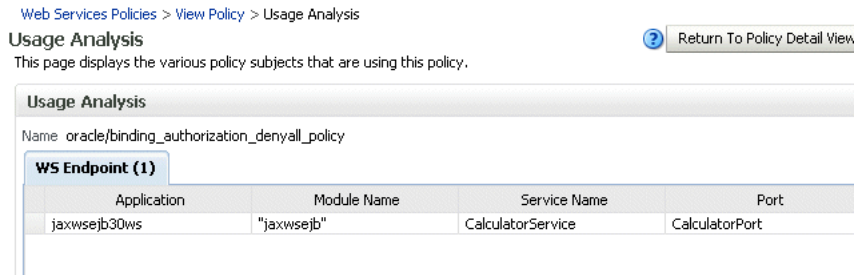 Web Services Policies > View Policy > Usage Analysis
Usage Analysis
? Return To Policy Detail View
This page displays the various policy subjects that are using this policy.
Usage Analysis
Name oracle/binding_authorization_denyall_policy
WS Endpoint (1)
Application Module Name Service Name Port
jaxwsejb30ws "jaxwsejb" CalculatorService CalculatorPort